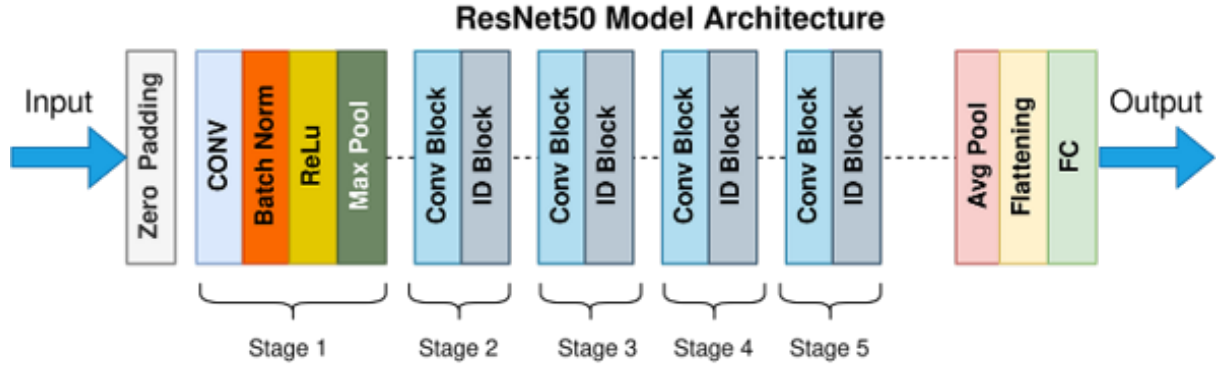 ResNet50 Model Architecture
Input
Zero Padding
CONV
Batch Norm
ReLu
Max Pool
Conv Block
ID Block
Conv Block
ID Block
Conv Block
ID Block
Conv Block
ID Block
Avg Pool
Flattening
FC
Output
Stage 1
Stage 2
Stage 3
Stage 4
Stage 5